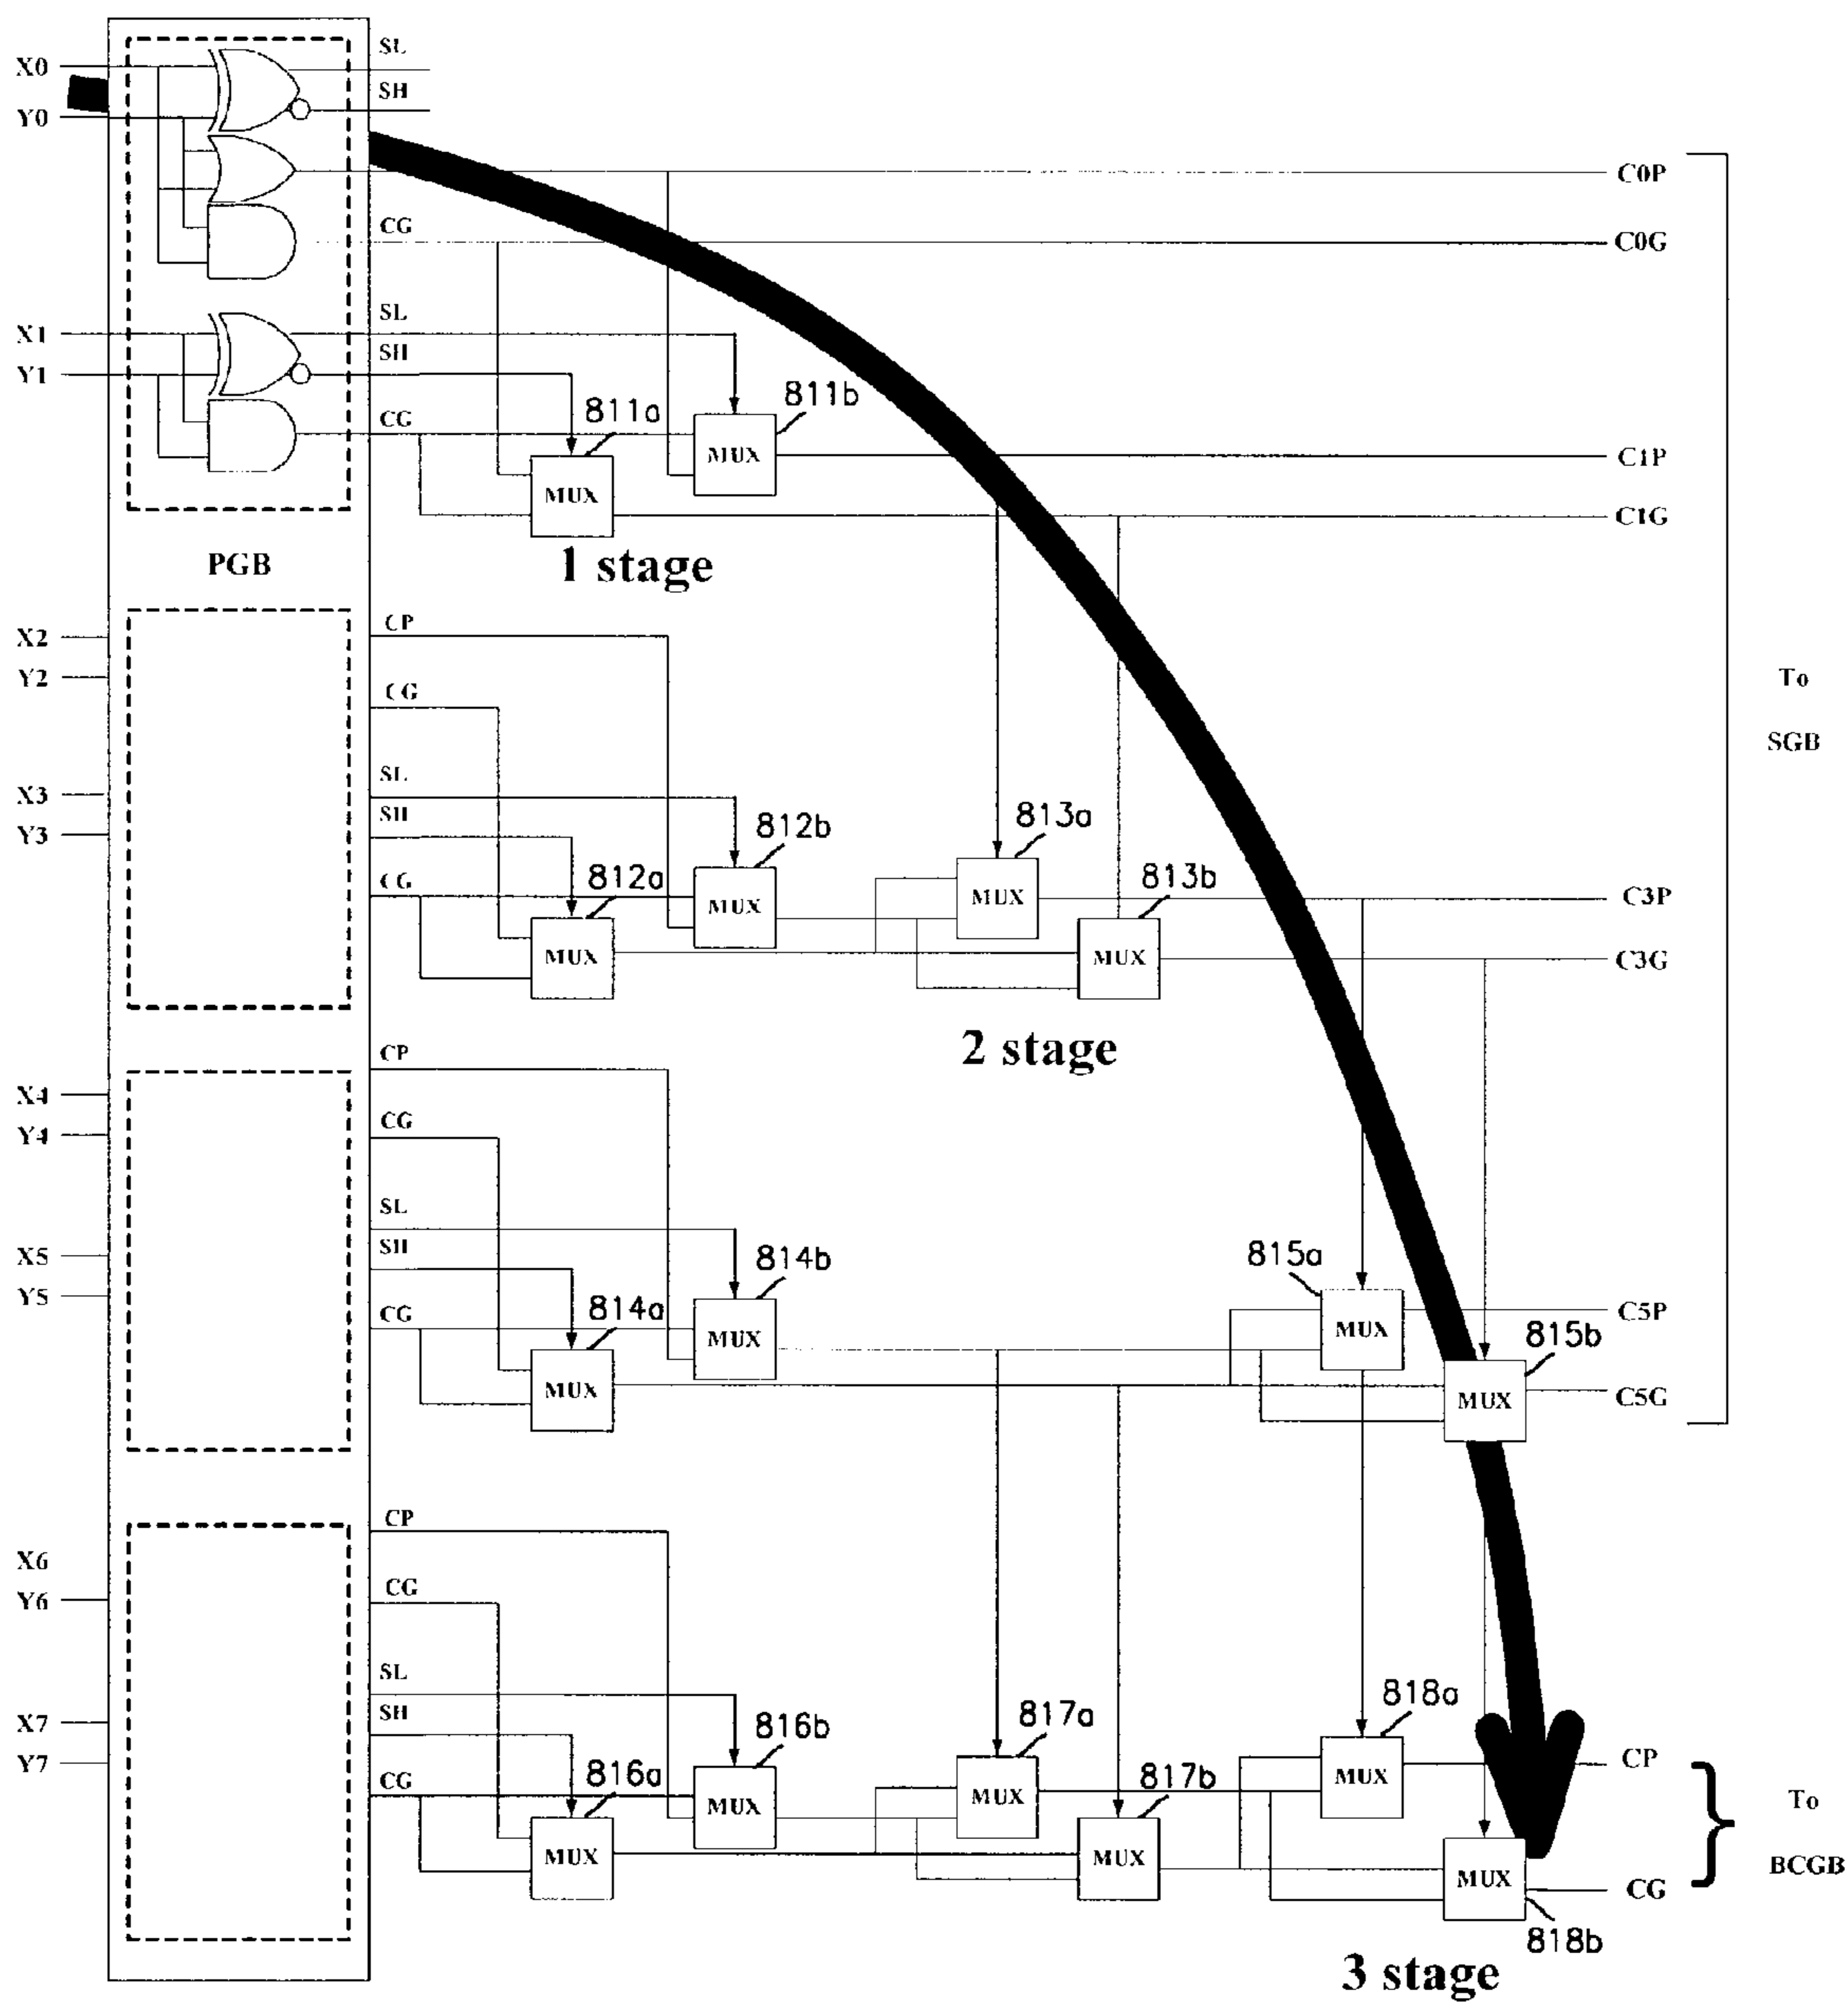 X0
SL
SH
Y0
C0P
CG
C0G
X1
SL
SH
Y1
811a
811b
CG
MUX
C1P
MUX
C1G
PGB
1 stage
X2
CP
Y2
CG
To
SGB
X3
SL
SH
Y3
812b
813a
812a
813b
CG
MUX
MUX
C3P
MUX
MUX
C3G
2 stage
CP
X4
CG
Y4
SL
X5
SH
814b
815a
Y5
CG
814a
MUX
MUX
C5P
815b
MUX
MUX
C5G
CP
X6
CG
Y6
SL
X7
SH
816b
817a
818a
Y7
CG
816a
MUX
MUX
817b
MUX
CP
To
MUX
MUX
MUX
BCGB
CG
818b
3 stage